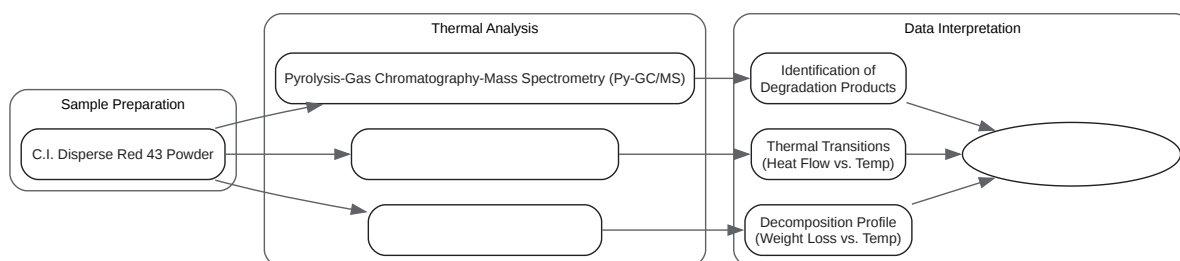 Thermal Analysis
Data Interpretation
Sample Preparation
Pyrolysis-Gas Chromatography-Mass Spectrometry (Py-GC/MS)
Identification of
Degradation Products
C.I. Disperse Red 43 Powder
Thermal Transitions
(Heat Flow vs. Temp)
Decomposition Profile
(Weight Loss vs. Temp)